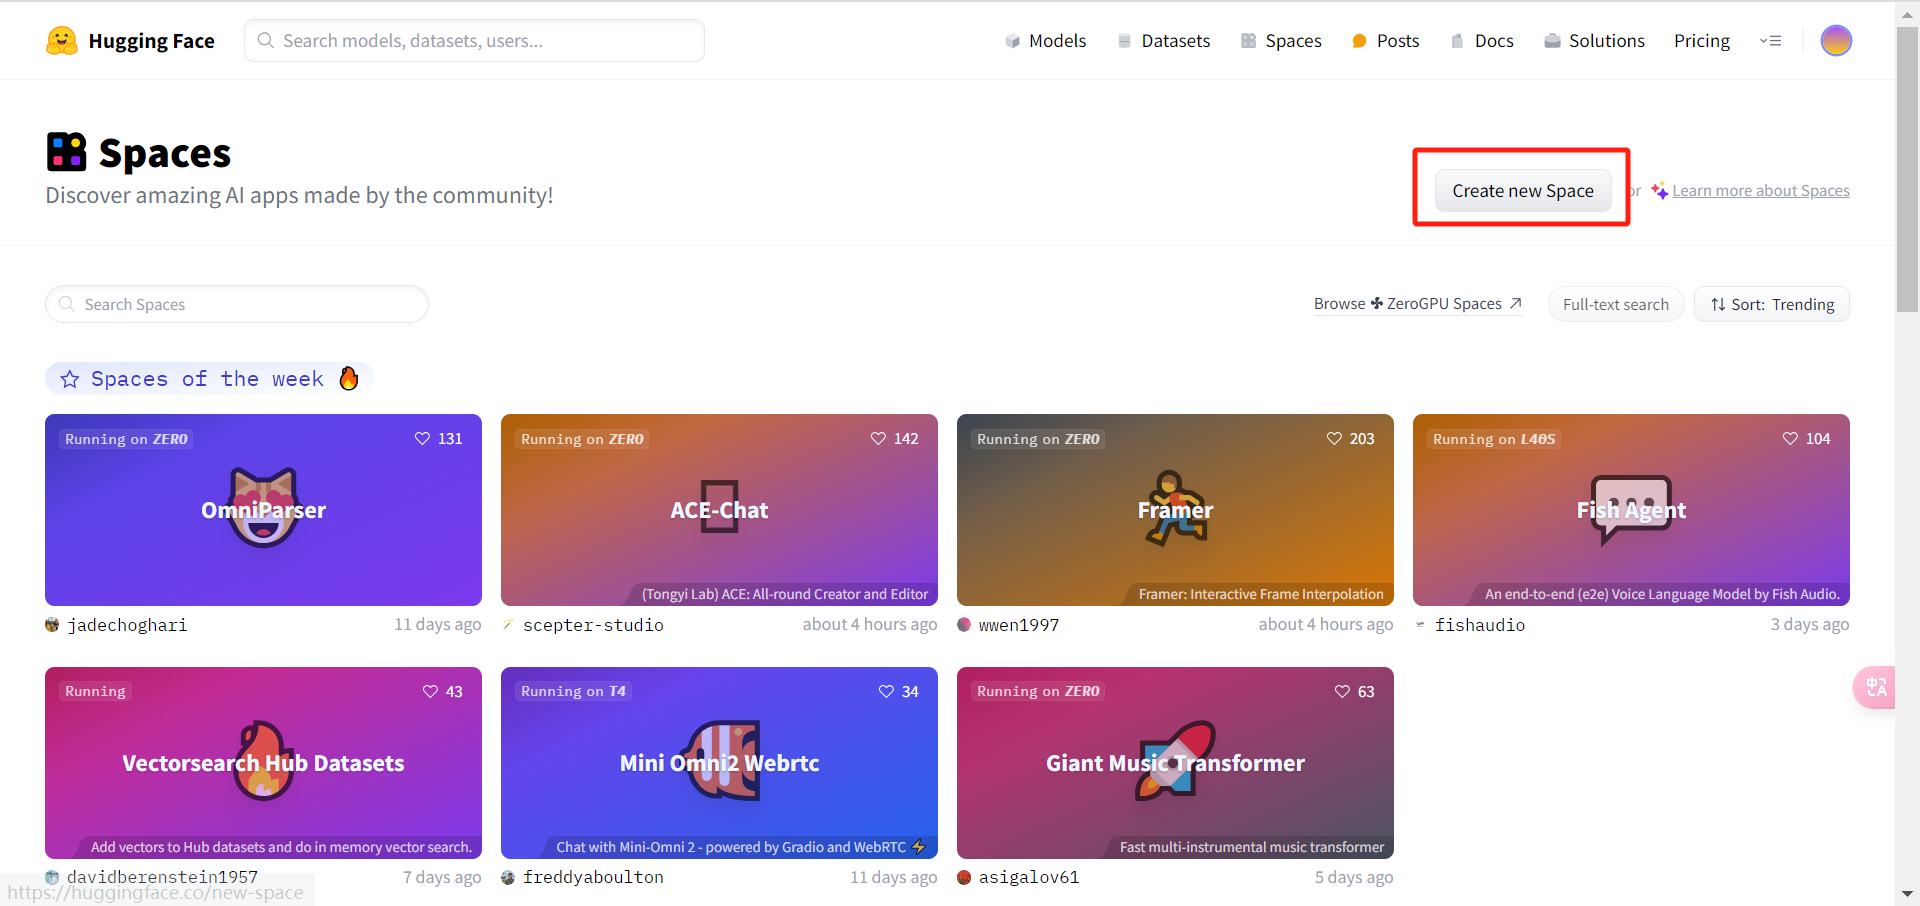 Hugging Face
Search models, datasets, users...
Models
Datasets
Spaces
Posts
Docs
Solutions
Pricing
Spaces
Discover amazing AI apps made by the community!
Create new Space
or
Learn more about Spaces
Search Spaces
Browse ZeroGPU Spaces
Full-text search
Sort: Trending
Spaces of the week
Running on ZERO
131
OmniParser
jadechoghari
11 days ago
Running on ZERO
142
ACE-Chat
(Tongyi Lab) ACE: All-round Creator and Editor
scepter-studio
about 4 hours ago
Running on ZERO
203
Framer
Framer: Interactive Frame Interpolation
wwen1997
about 4 hours ago
Running on L40S
104
Fish Agent
An end-to-end (e2e) Voice Language Model by Fish Audio.
fishaudio
3 days ago
Running
43
Vectorsearch Hub Datasets
Add vectors to Hub datasets and do in memory vector search.
davidberenstein1957
7 days ago
Running on T4
34
Mini Omni2 Webrtc
Chat with Mini-Omni 2 - powered by Gradio and WebRTC ⚡
freddyaboulton
11 days ago
Running on ZERO
63
Giant Music Transformer
Fast multi-instrumental music transformer
asigalov61
5 days ago
中A
https://huggingface.co/new-space